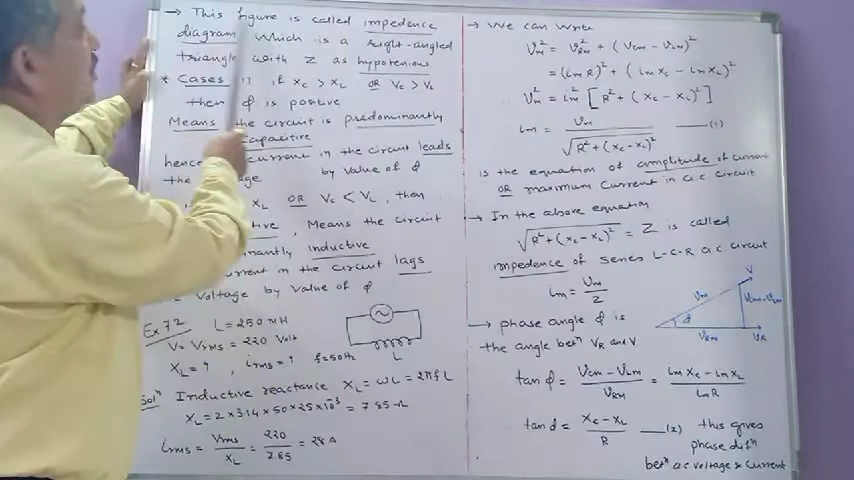 → This figure is called impedence
diagram which is a right-angled
triangle with Z as hypotenious
* Cases 1) if Xc > XL OR Vc > VL
then φ is positive
Means the circuit is predominantly
capacitive
hence current in the circuit leads
the by value of φ
XL OR Vc < VL, then
Means the circuit
inductive
in the circuit lags
voltage by value of φ
Ex 72 L = 250 mH
V = Vrms = 220 Volt
XL = ? , irms = ? f = 50Hz
L
Solⁿ Inductive reactance XL = ωL = 2πfL
XL = 2 × 3.14 × 50 × 25 × 10⁻³ = 7.85 Ω
irms = Vrms / XL = 220 / 7.85 = 28 A
→ We can write
Vm² = VRm² + (VCm − VLm)²
= (im R)² + (im Xc − im XL)²
Vm² = im² [R² + (Xc − XL)²]
im = Vm / √R² + (Xc − XL)² —(1)
is the equation of amplitude of current
OR maximum current in a.c circuit
→ In the above equation
√R² + (Xc − XL)² = Z is called
impedence of series L-C-R a.c circuit
im = Vm / Z
→ phase angle φ is
the angle betⁿ VR and V
V
Vm
VCm − VLm
φ
VRm
VR
tan φ = VCm − VLm / VRm = im Xc − im XL / im R
tan φ = Xc − XL / R —(2) this gives
phase difⁿ
betⁿ ac voltage & current